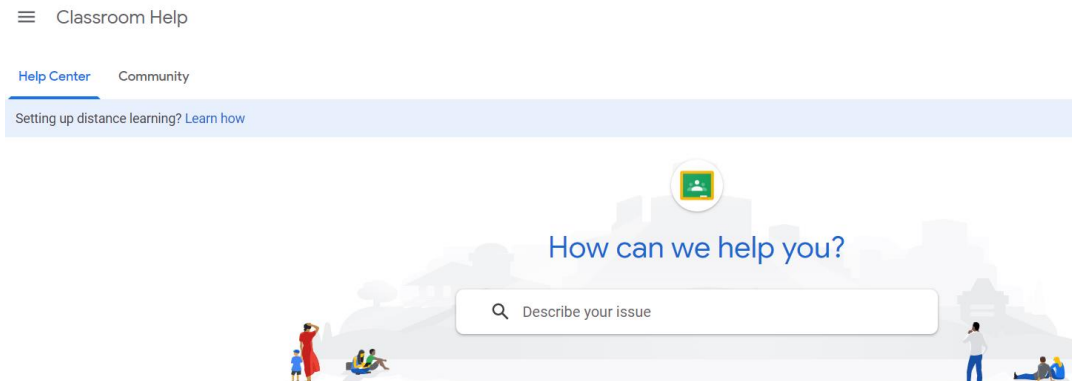 Classroom Help
Help Center Community
Setting up distance learning? Learn how
How can we help you?
Describe your issue